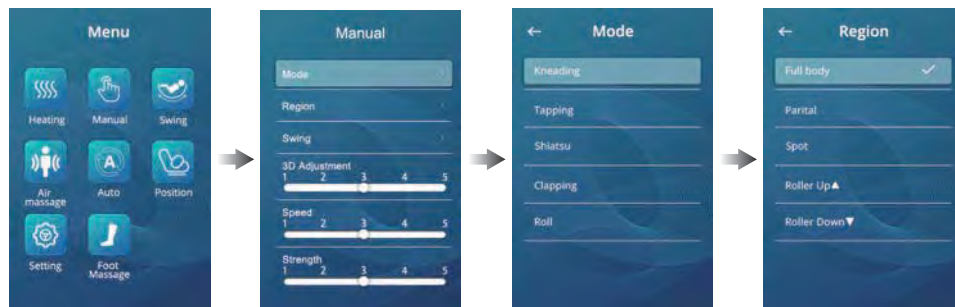 Menu
Heating Manual Swing
Air massage Auto Position
A
Setting Foot Massage
Manual
Mode
Region
Swing
3D Adjustment
1 2 3 4 5
Speed
1 2 3 4 5
Strength
1 2 3 4 5
Mode
Kneading
Tapping
Shiatsu
Clapping
Roll
Region
Full body
Parital
Spot
Roller Up▲
Roller Down▼